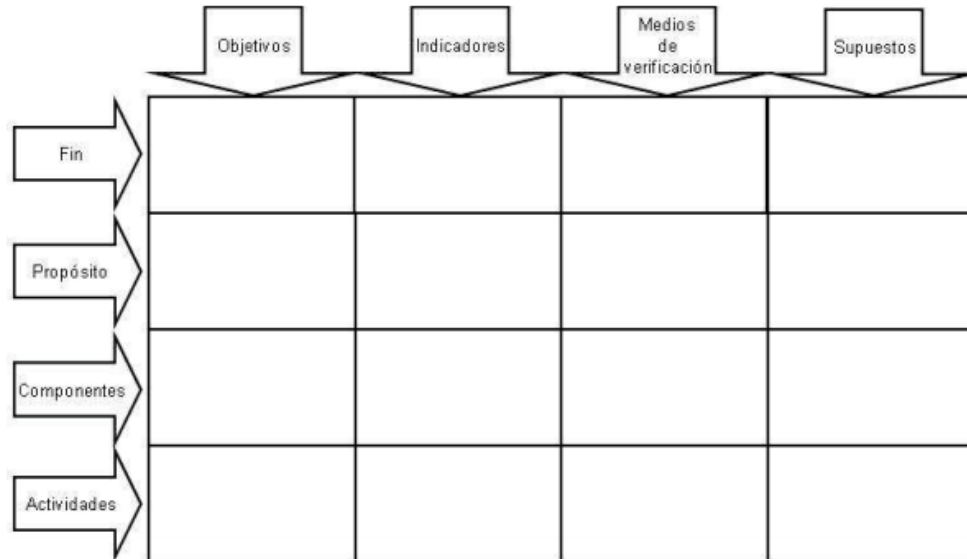 Objetivos
Indicadores
Medios
de
verificación
Supuestos
Fin
Propósito
Componentes
Actividades